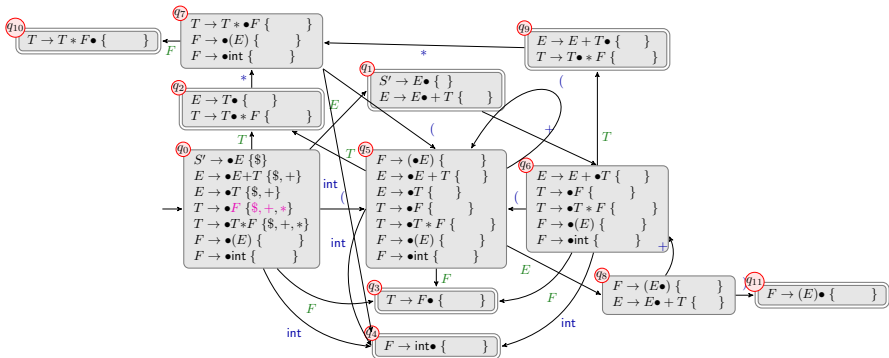 q10
T → T * F• { }
F
q7
T → T * •F { }
F → •(E) { }
F → •int { }
*
q9
E → E + T• { }
T → T• * F { }
*
q2
E → T• { }
T → T• * F { }
E
q1
S′ → E• { }
E → E• + T { }
(
(
+
T
T
T
q0
S′ → •E {$}
E → •E+T {$,+}
E → •T {$,+}
T → •F {$,+,*}
T → •T*F {$,+,*}
F → •(E) { }
F → •int { }
int
(
int
q5
F → (•E) { }
E → •E + T { }
E → •T { }
T → •F { }
T → •T * F { }
F → •(E) { }
F → •int { }
(
q6
E → E + •T { }
T → •F { }
T → •T * F { }
F → •(E) { }
F → •int { }
+
E
F
F
int
q3
T → F• { }
F
int
q4
F → int• { }
q8
F → (E•) { }
E → E• + T { }
)
q11
F → (E)• { }